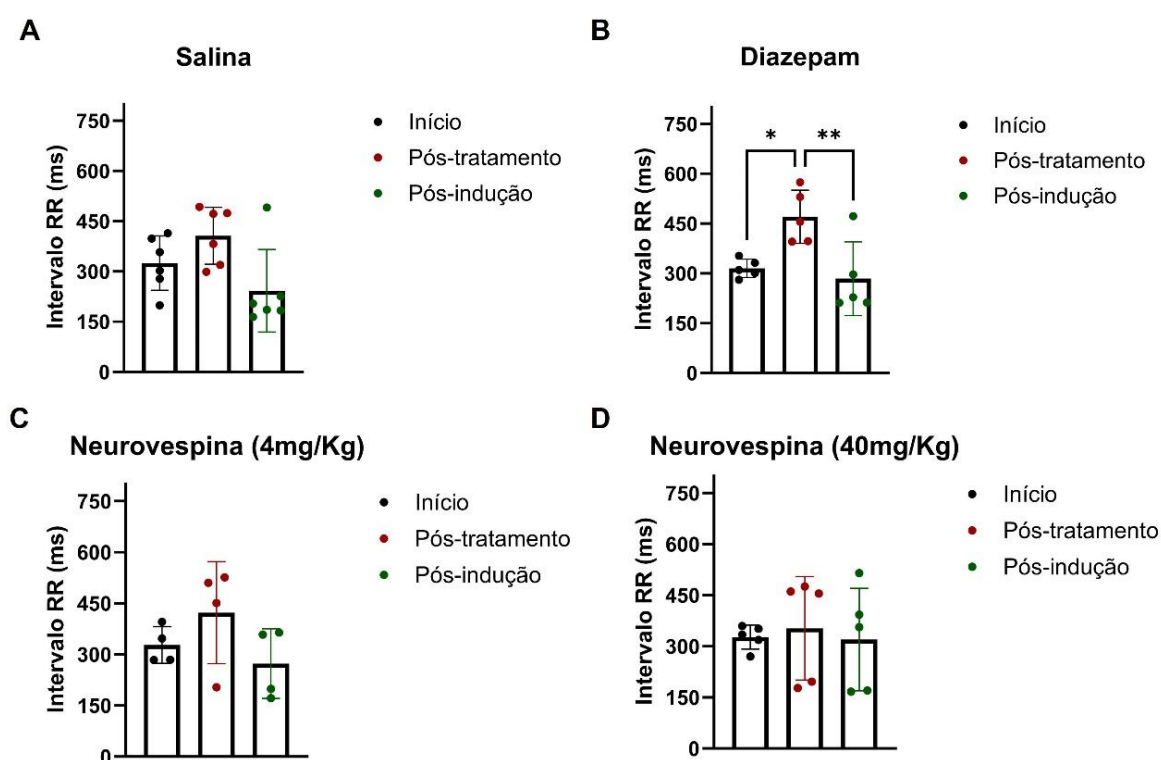 A
Salina
Intervalo RR (ms)
750
600
450
300
150
0
Início
Pós-tratamento
Pós-indução
B
Diazepam
Intervalo RR (ms)
750
600
450
300
150
0
*
**
Início
Pós-tratamento
Pós-indução
C
Neurovespina (4mg/Kg)
Intervalo RR (ms)
750
600
450
300
150
0
Início
Pós-tratamento
Pós-indução
D
Neurovespina (40mg/Kg)
Intervalo RR (ms)
750
600
450
300
150
0
Início
Pós-tratamento
Pós-indução